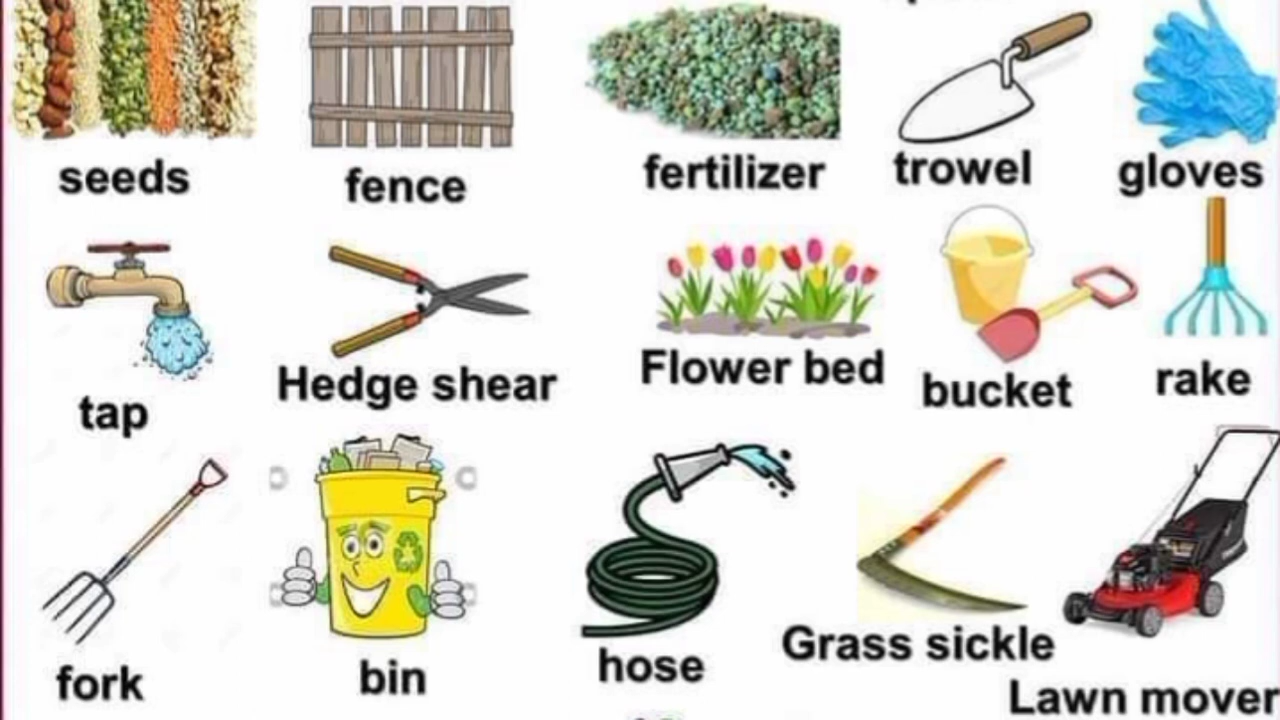 seeds
fence
fertilizer
trowel
gloves
tap
Hedge shear
Flower bed
bucket
rake
fork
bin
hose
Grass sickle
Lawn mover